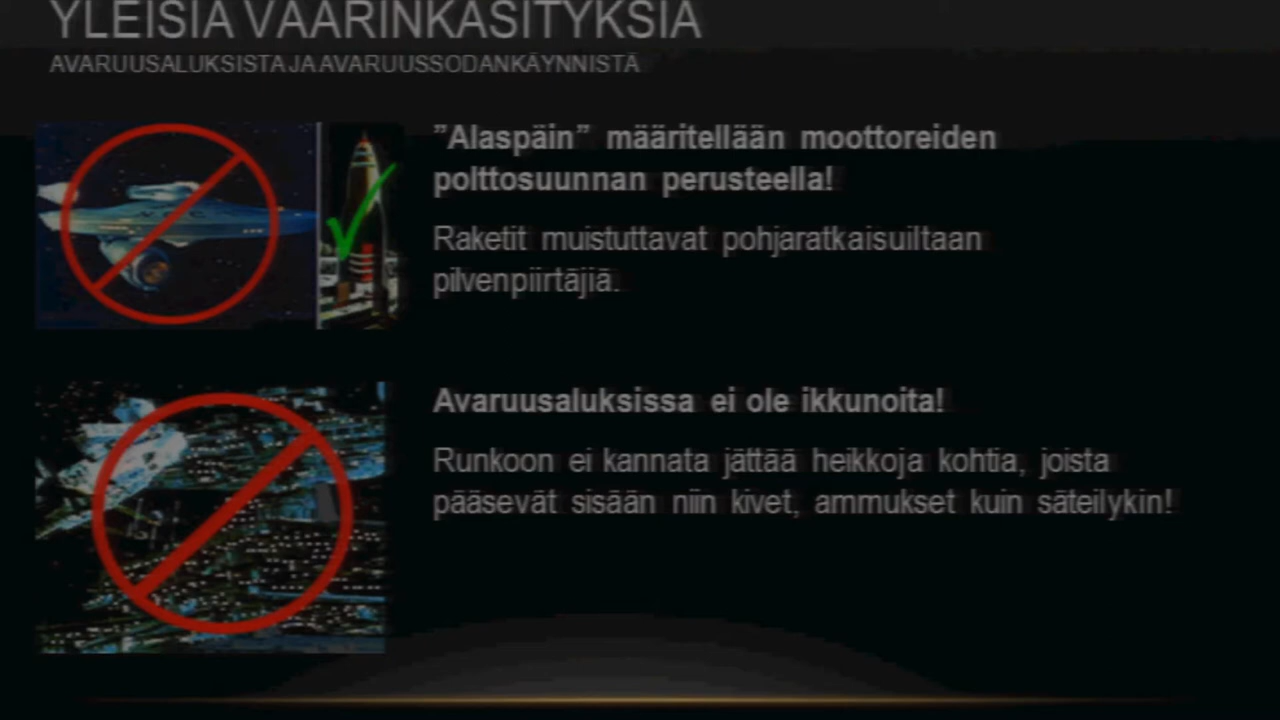 YLEISIÄ VÄÄRINKÄSITYKSIÄ
AVARUUSALUKSISTA JA AVARUUSSODANKÄYNNISTÄ
”Alaspäin” määritellään moottoreiden
polttosuunnan perusteella!
Raketit muistuttavat pohjaratkaisuiltaan
pilvenpiirtäjiä.
Avaruusaluksissa ei ole ikkunoita!
Runkoon ei kannata jättää heikkoja kohtia, joista
pääsevät sisään niin kivet, ammukset kuin säteilykin!